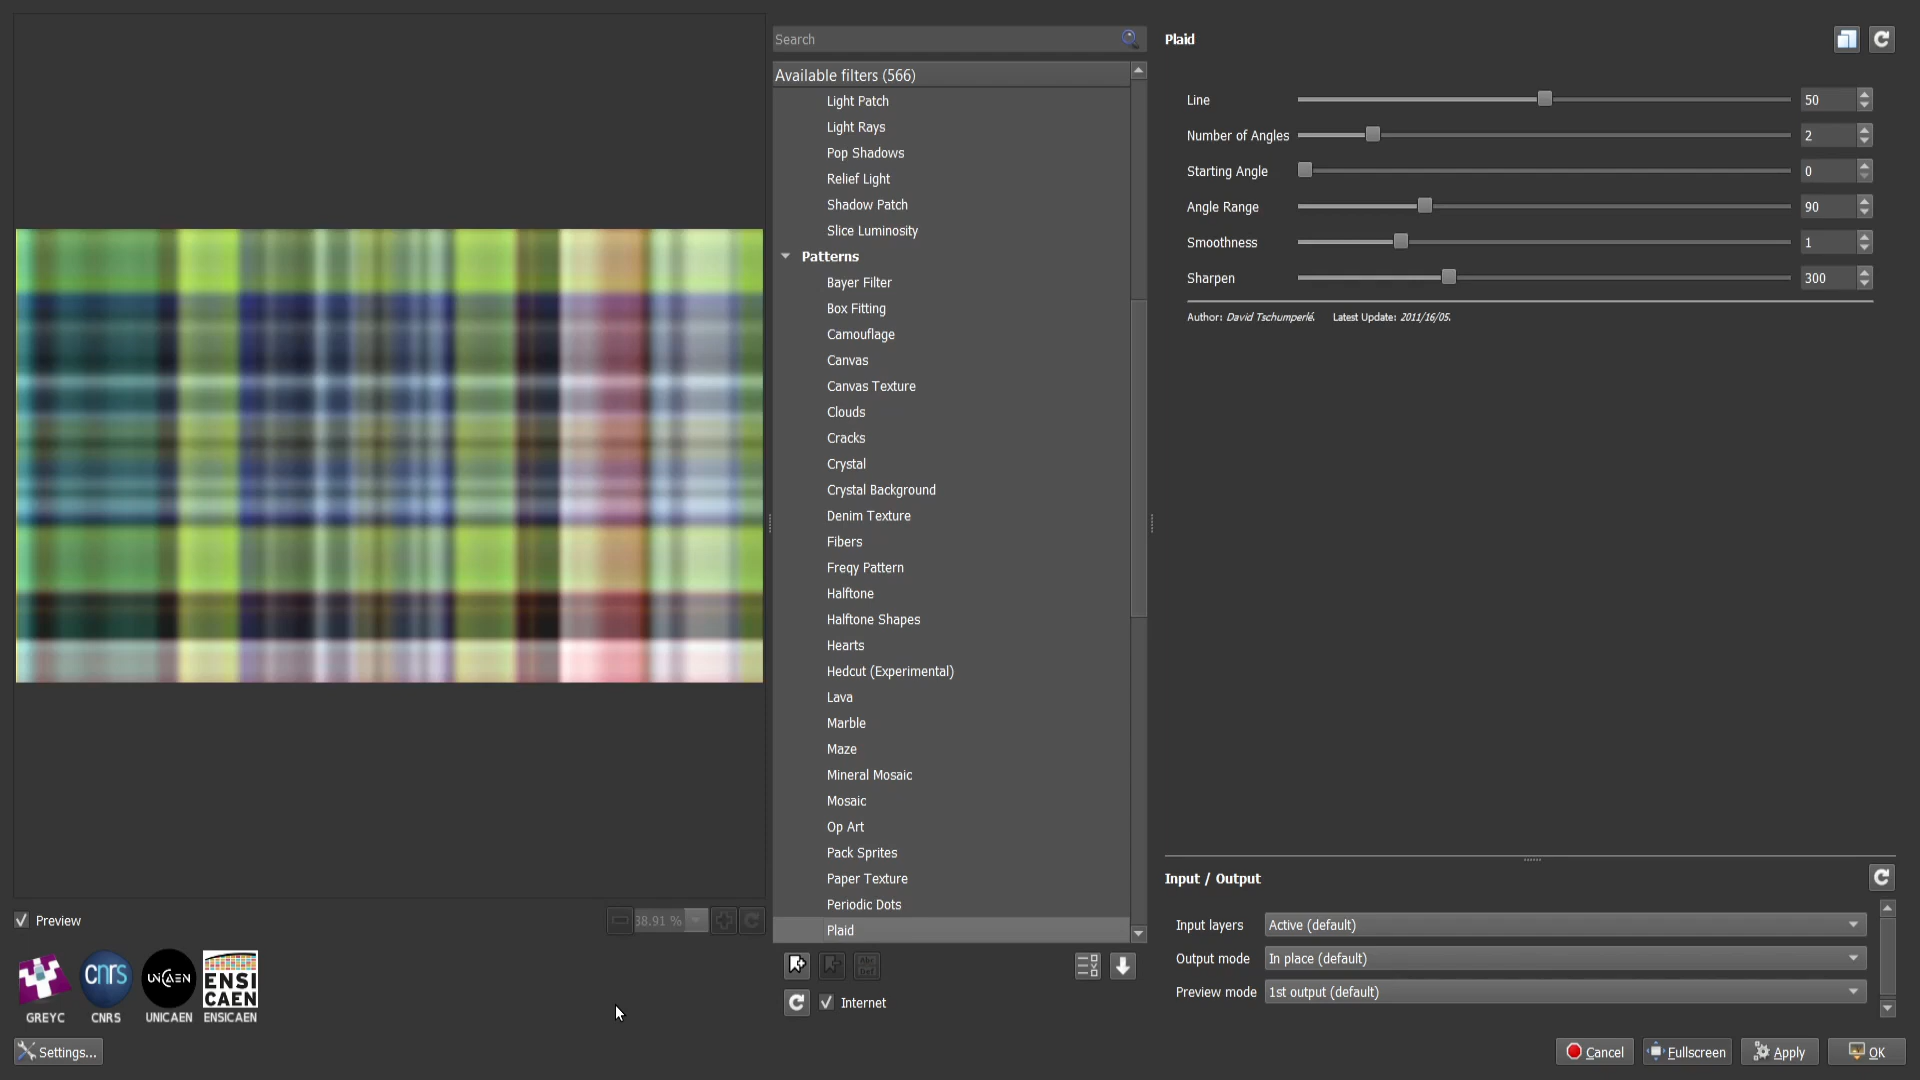 Search
Available filters (566)
Light Patch
Light Rays
Pop Shadows
Relief Light
Shadow Patch
Slice Luminosity
Patterns
Bayer Filter
Box Fitting
Camouflage
Canvas
Canvas Texture
Clouds
Cracks
Crystal
Crystal Background
Denim Texture
Fibers
Freqy Pattern
Halftone
Halftone Shapes
Hearts
Hedcut (Experimental)
Lava
Marble
Maze
Mineral Mosaic
Mosaic
Op Art
Pack Sprites
Paper Texture
Periodic Dots
Plaid
Internet
Plaid
Line 50
Number of Angles 2
Starting Angle 0
Angle Range 90
Smoothness 1
Sharpen 300
Author: David Tschumperlé. Latest Update: 2011/16/05.
Input / Output
Input layers Active (default)
Output mode In place (default)
Preview mode 1st output (default)
Preview
38.91 %
cnrs
UNICAEN
ENSI
CAEN
GREYC CNRS UNICAEN ENSICAEN
Settings...
Cancel Fullscreen Apply OK